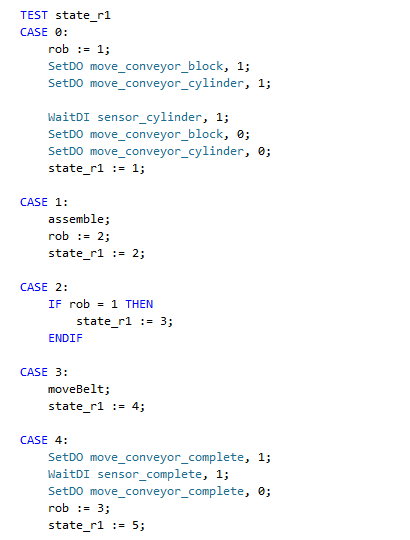 TEST state_r1
CASE 0:
    rob := 1;
    SetDO move_conveyor_block, 1;
    SetDO move_conveyor_cylinder, 1;

    WaitDI sensor_cylinder, 1;
    SetDO move_conveyor_block, 0;
    SetDO move_conveyor_cylinder, 0;
    state_r1 := 1;

CASE 1:
    assemble;
    rob := 2;
    state_r1 := 2;

CASE 2:
    IF rob = 1 THEN
        state_r1 := 3;
    ENDIF

CASE 3:
    moveBelt;
    state_r1 := 4;

CASE 4:
    SetDO move_conveyor_complete, 1;
    WaitDI sensor_complete, 1;
    SetDO move_conveyor_complete, 0;
    rob := 3;
    state_r1 := 5;